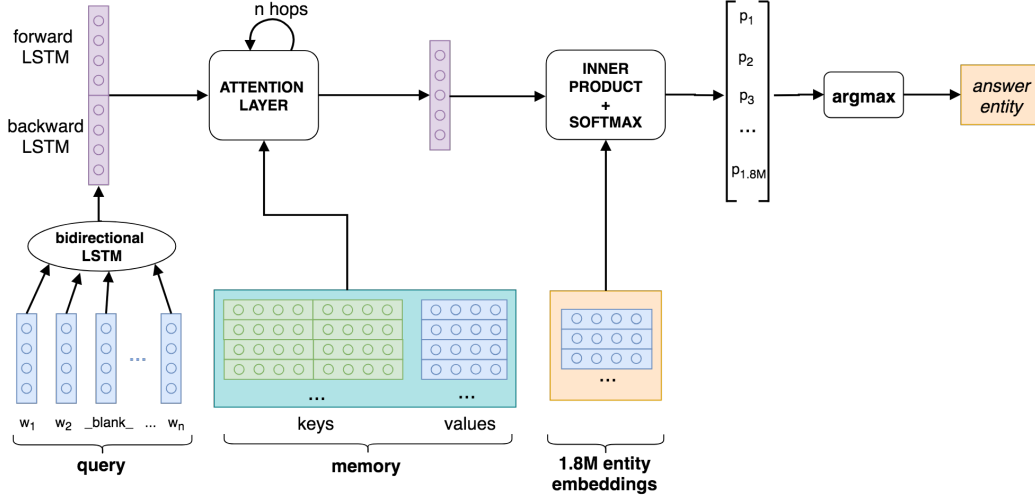 forward
LSTM
backward
LSTM
n hops
ATTENTION
LAYER
INNER
PRODUCT
+
SOFTMAX
p1
p2
p3
...
p1.8M
argmax
answer
entity
bidirectional
LSTM
...
w1 w2 _blank_ ... wn
query
...
keys
...
values
memory
...
1.8M entity
embeddings